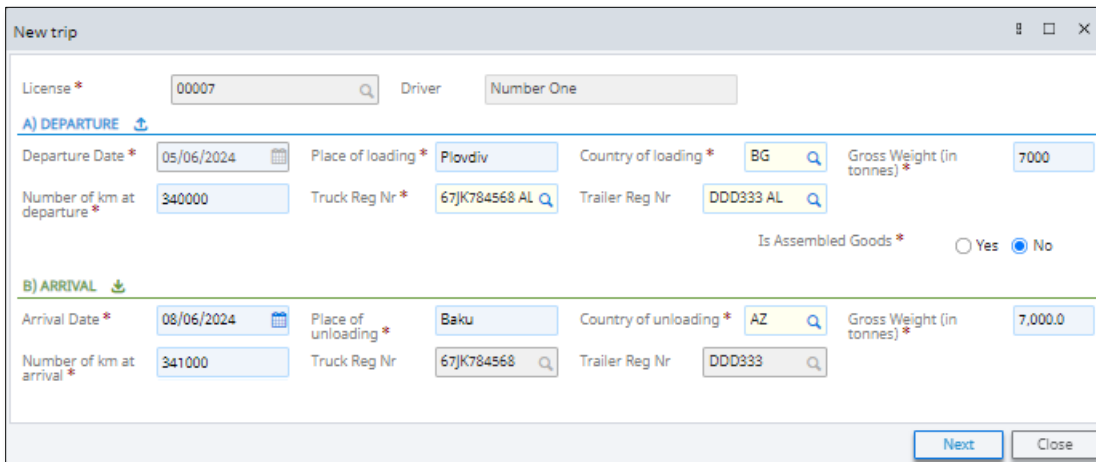 New trip
License * 00007 Driver Number One
A) DEPARTURE
Departure Date * 05/06/2024 Place of loading * Plovdiv Country of loading * BG Gross Weight (in tonnes) * 7000
Number of km at departure * 340000 Truck Reg Nr * 67JK784568 AL Trailer Reg Nr DDD333 AL
Is Assembled Goods * Yes No
B) ARRIVAL
Arrival Date * 08/06/2024 Place of unloading * Baku Country of unloading * AZ Gross Weight (in tonnes) * 7,000.0
Number of km at arrival * 341000 Truck Reg Nr 67JK784568 Trailer Reg Nr DDD333
Next Close